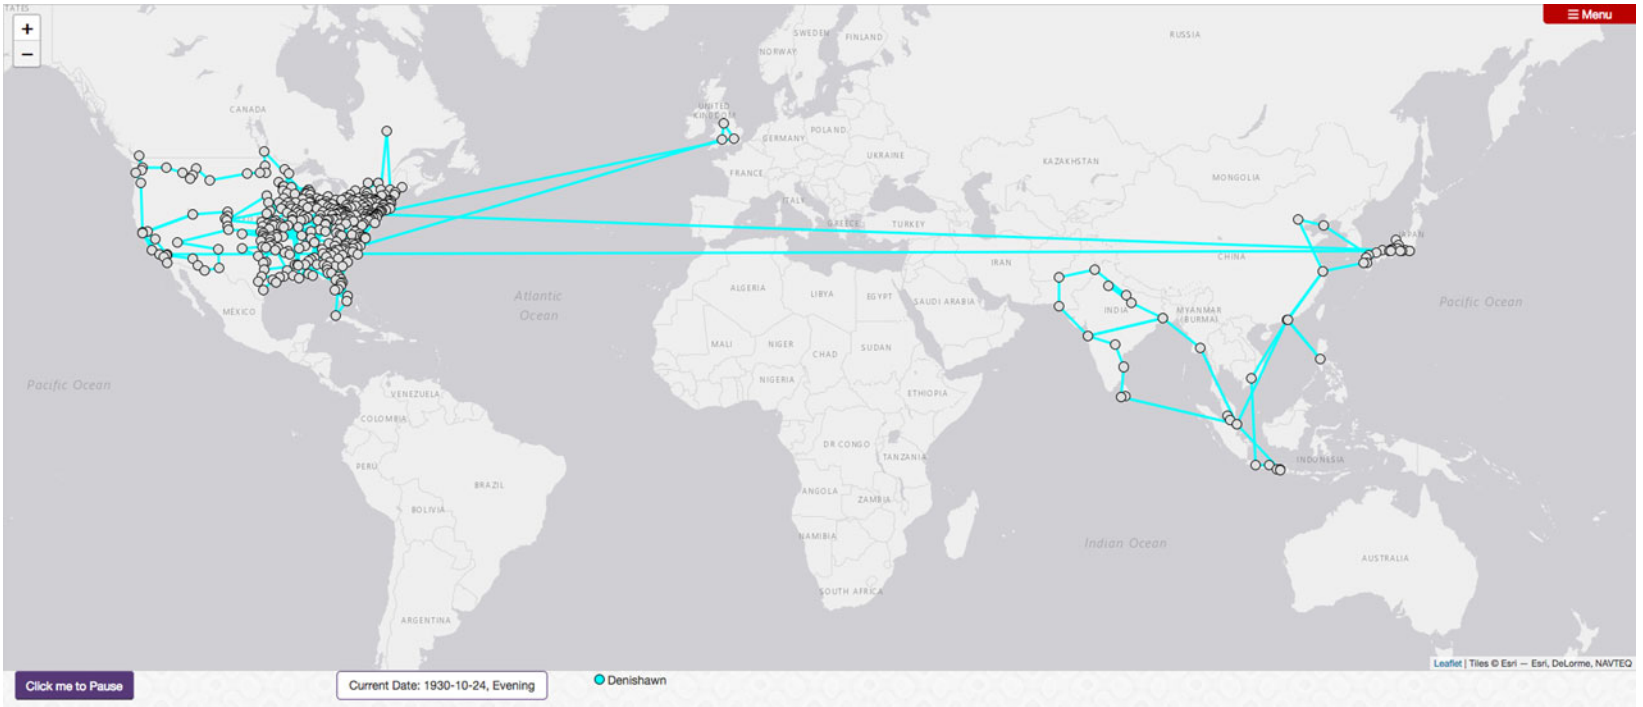 TATES
+
−
☰ Menu
SWEDEN
FINLAND
RUSSIA
NORWAY
CANADA
UNITED
KINGDOM
GERMANY
POLAND
UKRAINE
KAZAKHSTAN
FRANCE
MONGOLIA
ITALY
GREECE
TURKEY
JAPAN
CHINA
IRAN
ALGERIA
LIBYA
EGYPT
SAUDI ARABIA
Atlantic
Ocean
Pacific Ocean
MÉXICO
INDIA
MYANMAR
(BURMA)
MALI
NIGER
CHAD
SUDAN
Pacific Ocean
NIGERIA
ETHIOPIA
VENEZUELA
COLOMBIA
DR CONGO
TANZANIA
INDONESIA
PERU
BRAZIL
ANGOLA
ZAMBIA
BOLIVIA
NAMIBIA
Indian Ocean
AUSTRALIA
SOUTH AFRICA
ARGENTINA
Leaflet | Tiles © Esri — Esri, DeLorme, NAVTEQ
Click me to Pause
Current Date: 1930-10-24, Evening
Denishawn